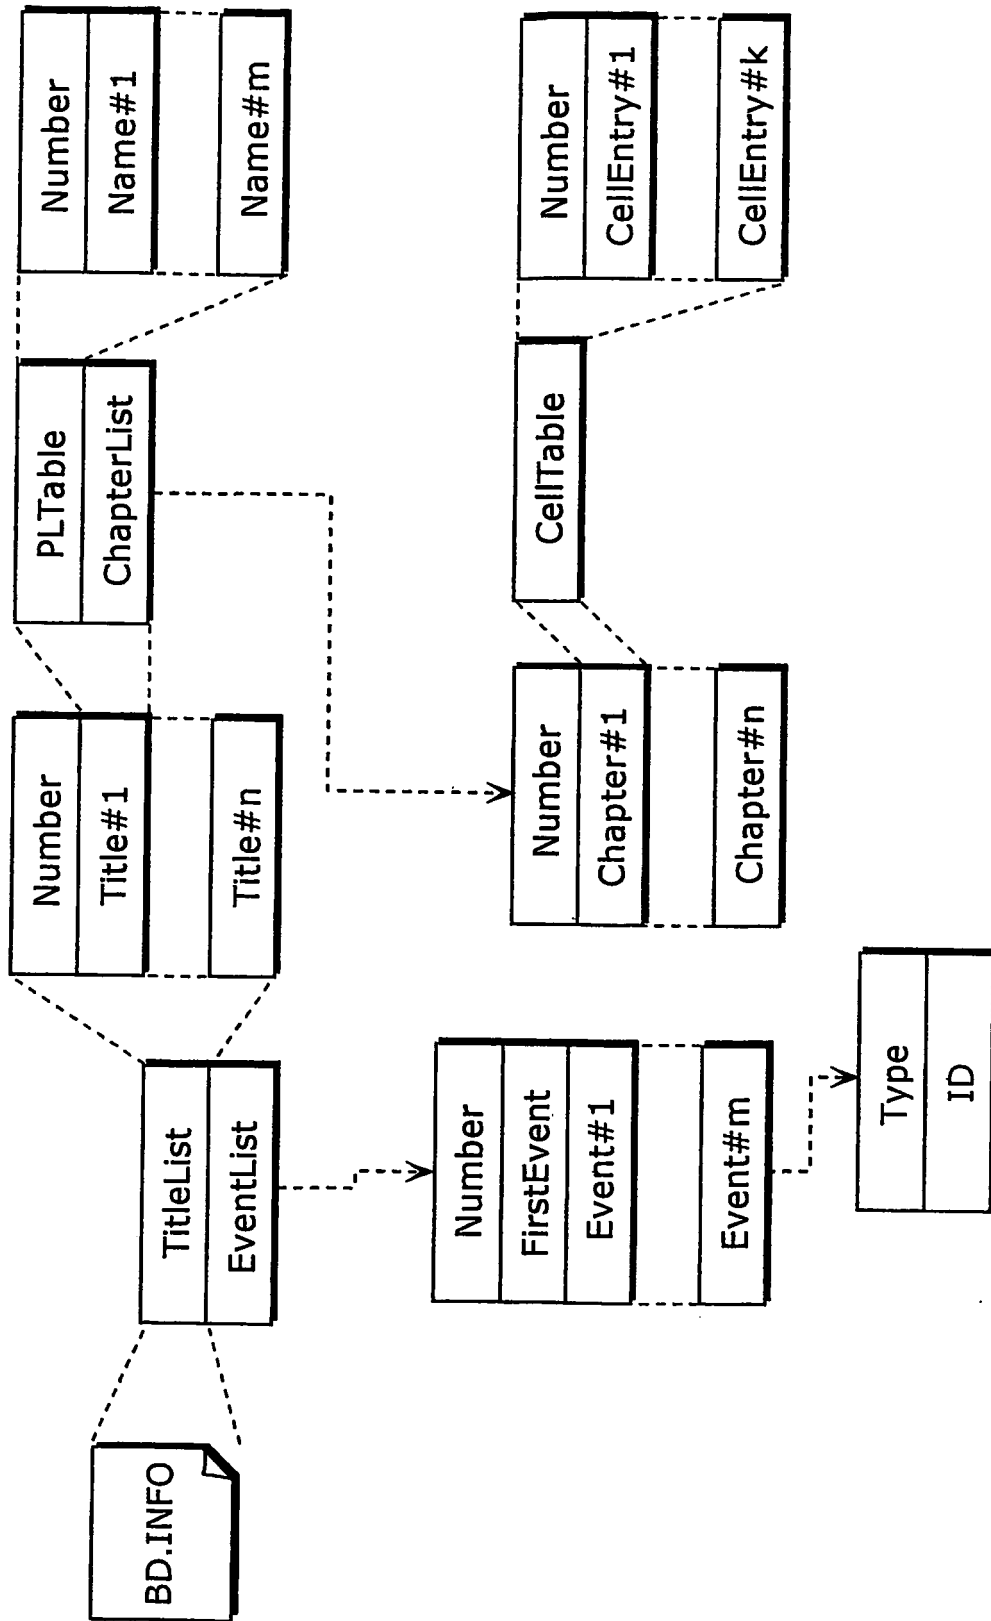 BD.INFO
TitleList
EventList
Number
Title#1
Title#n
PLTable
ChapterList
Number
Name#1
Name#m
Number
FirstEvent
Event#1
Event#m
Type
ID
Number
Chapter#1
Chapter#n
CellTable
Number
CellEntry#1
CellEntry#k